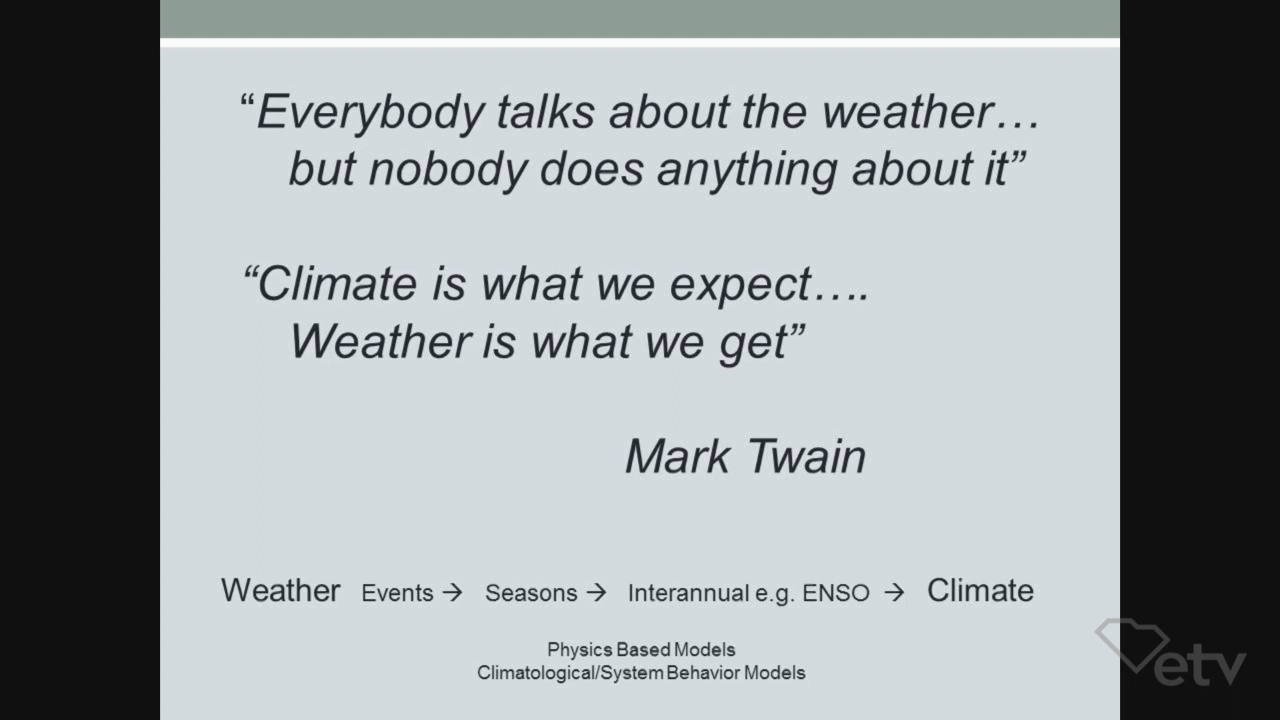 “Everybody talks about the weather…
but nobody does anything about it”
“Climate is what we expect….
Weather is what we get”
Mark Twain
Weather Events → Seasons → Interannual e.g. ENSO → Climate
Physics Based Models
Climatological/System Behavior Models
etv